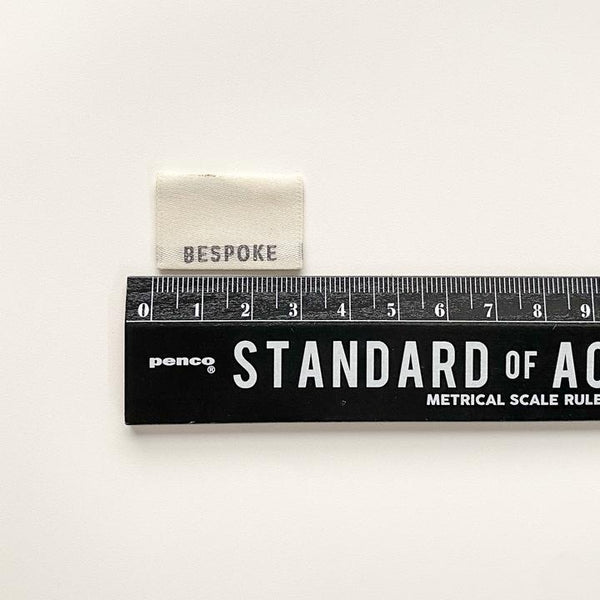 BESPOKE
0 1 2 3 4 5 6 7 8 9
penco®
STANDARD OF AC
METRICAL SCALE RULE